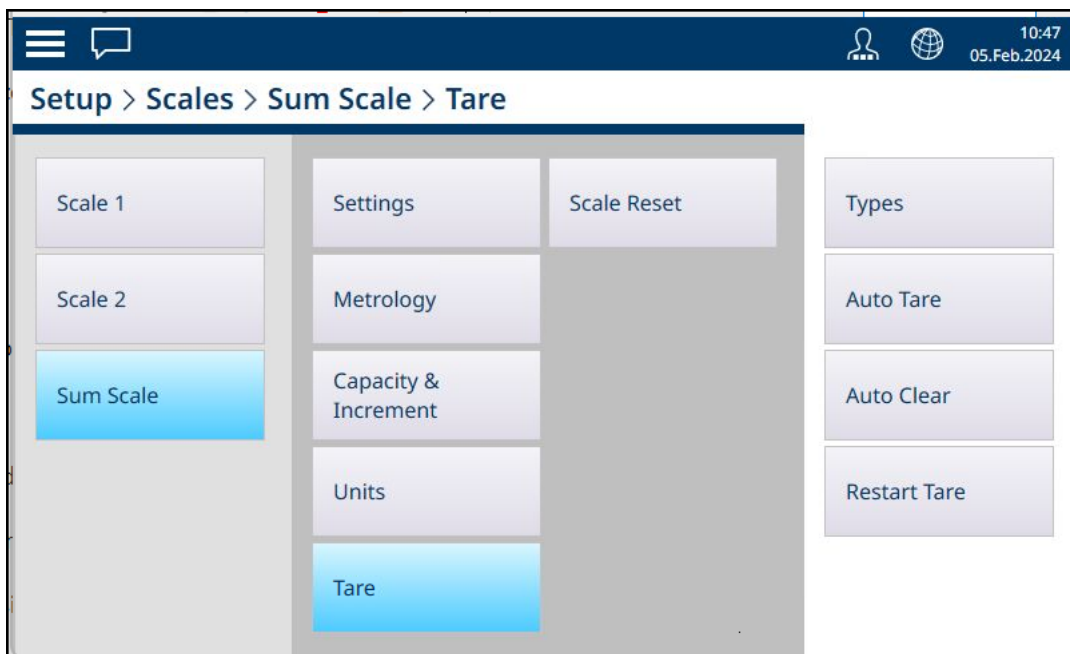 10:47
05.Feb.2024
Setup > Scales > Sum Scale > Tare
Scale 1
Settings
Scale Reset
Types
Scale 2
Metrology
Auto Tare
Sum Scale
Capacity &
Increment
Auto Clear
Units
Restart Tare
Tare